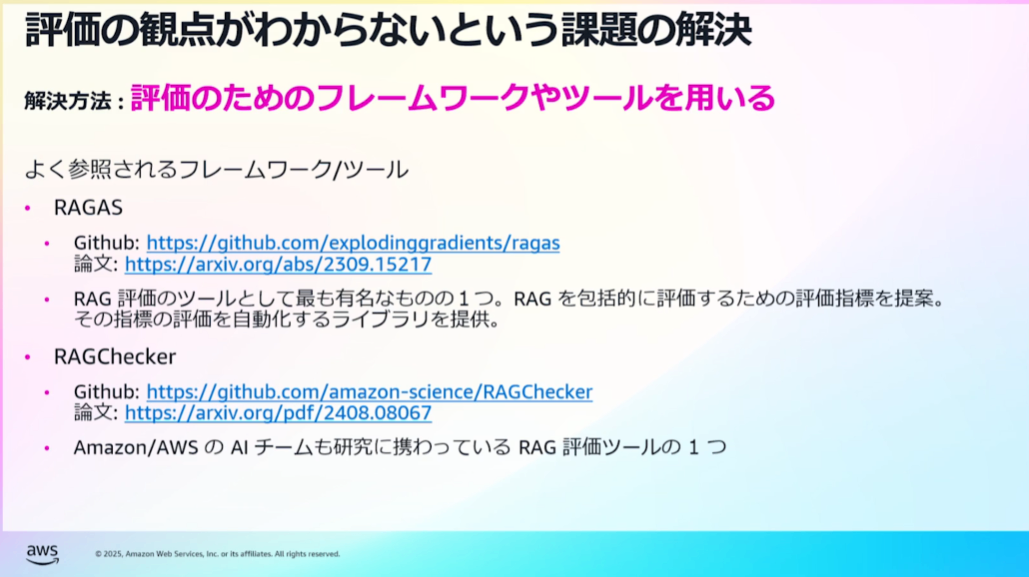 評価の観点がわからないという課題の解決
解決方法 : 評価のためのフレームワークやツールを用いる
よく参照されるフレームワーク/ツール
• RAGAS
• Github: https://github.com/explodinggradients/ragas
論文: https://arxiv.org/abs/2309.15217
• RAG 評価のツールとして最も有名なものの１つ。RAG を包括的に評価するための評価指標を提案。
その指標の評価を自動化するライブラリを提供。
• RAGChecker
• Github: https://github.com/amazon-science/RAGChecker
論文: https://arxiv.org/pdf/2408.08067
• Amazon/AWS の AI チームも研究に携わっている RAG 評価ツールの 1 つ
aws © 2025, Amazon Web Services, Inc. or its affiliates. All rights reserved.